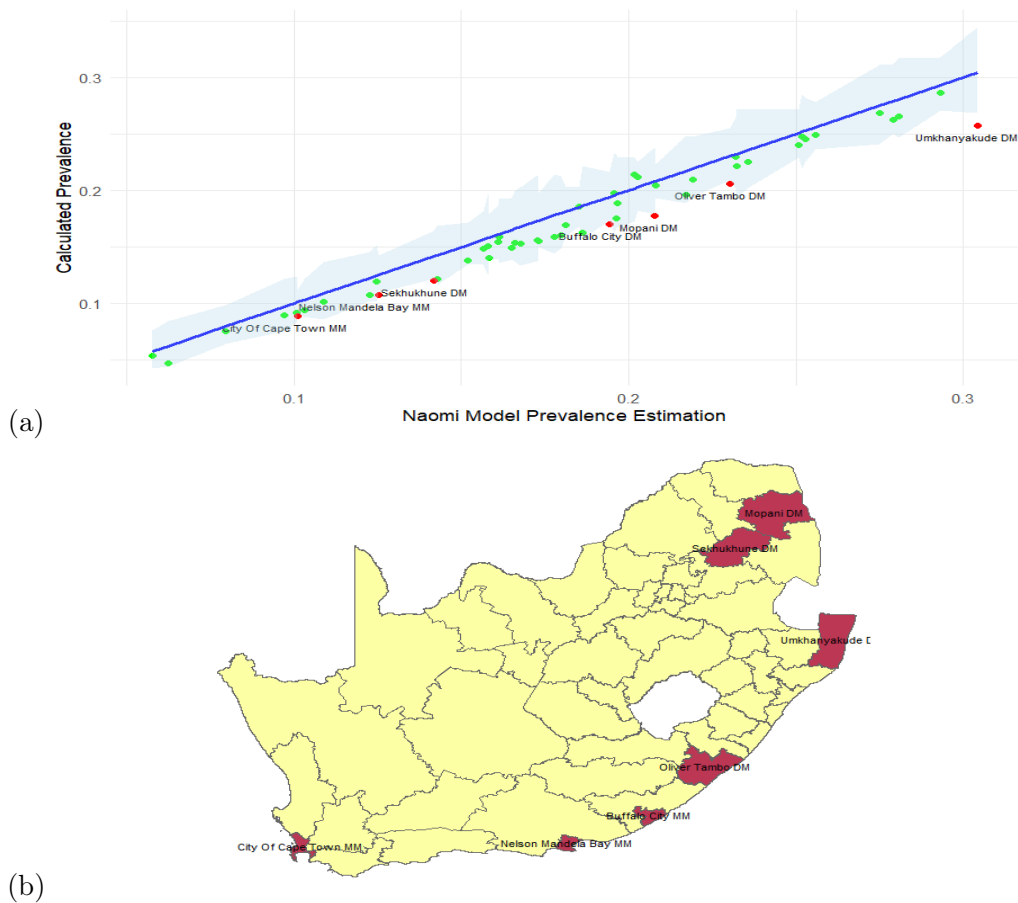 0.3
0.2
0.1
Calculated Prevalence
Umkhanyakude DM
Oliver Tambo DM
Mopani DM
Buffalo City DM
Sekhukhune DM
Nelson Mandela Bay MM
City Of Cape Town MM
0.1 0.2 0.3
Naomi Model Prevalence Estimation
(a)
Mopani DM
Sekhukhune DM
Umkhanyakude D
Oliver Tambo DM
Buffalo City MM
Nelson Mandela Bay MM
City Of Cape Town MM
(b)